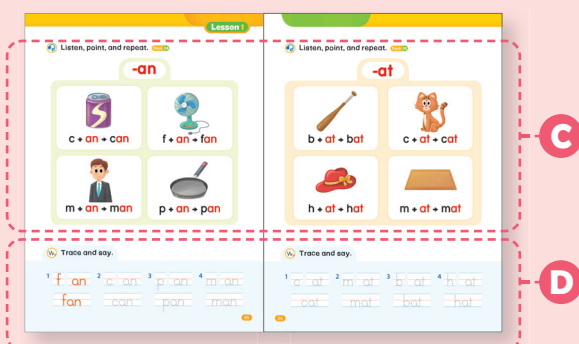 Lesson 1
Listen, point, and repeat.
-an
c + an → can
f + an → fan
m + an → man
p + an → pan
Trace and say.
1 f an 2 c an 3 p an 4 m an
fan can pan man
Listen, point, and repeat.
-at
b + at → bat
c + at → cat
h + at → hat
m + at → mat
Trace and say.
1 c at 2 m at 3 b at 4 h at
cat mat bat hat
C
D